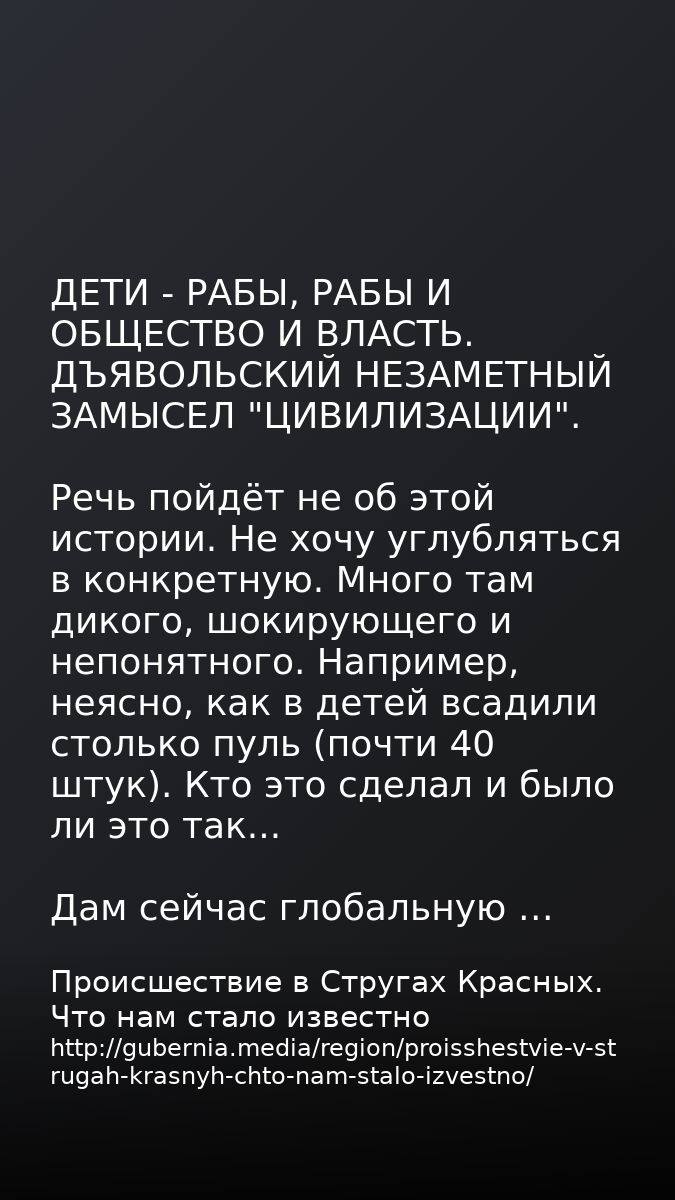 ДЕТИ - РАБЫ, РАБЫ И
ОБЩЕСТВО И ВЛАСТЬ.
ДЪЯВОЛЬСКИЙ НЕЗАМЕТНЫЙ
ЗАМЫСЕЛ "ЦИВИЛИЗАЦИИ".
Речь пойдёт не об этой
истории. Не хочу углубляться
в конкретную. Много там
дикого, шокирующего и
непонятного. Например,
неясно, как в детей всадили
столько пуль (почти 40
штук). Кто это сделал и было
ли это так...
Дам сейчас глобальную ...
Происшествие в Стругах Красных.
Что нам стало известно
http://gubernia.media/region/proisshestvie-v-st
rugah-krasnyh-chto-nam-stalo-izvestno/